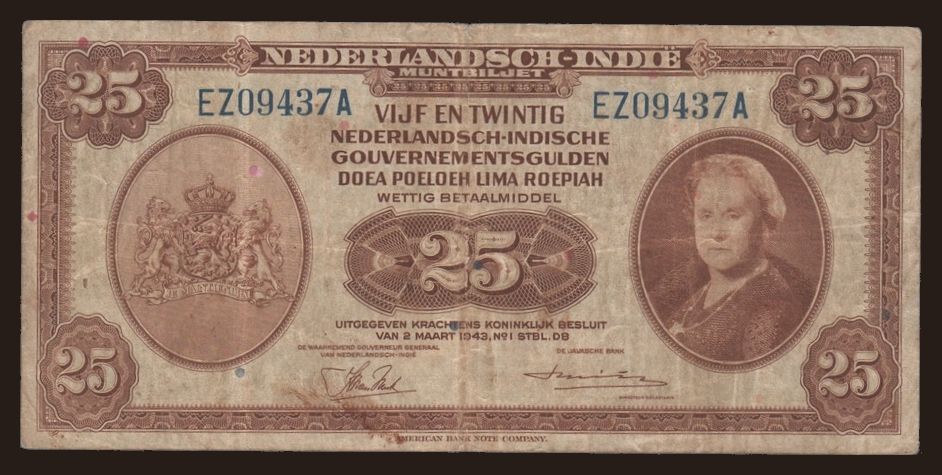 NEDERLANDSCH-INDIË
MUNTBILJET
25
25
EZ09437A
EZ09437A
VIJF EN TWINTIG
NEDERLANDSCH-INDISCHE
GOUVERNEMENTSGULDEN
DOEA POELOEH LIMA ROEPIAH
WETTIG BETAALMIDDEL
25
UITGEGEVEN KRACHTENS KONINKLIJK BESLUIT
VAN 2 MAART 1943, No 1 STBL. D8
DE WAARNEMEND GOUVERNEUR GENERAAL
VAN NEDERLANDSCH-INDIË
DE JAVASCHE BANK
25
25
AMERICAN BANK NOTE COMPANY.